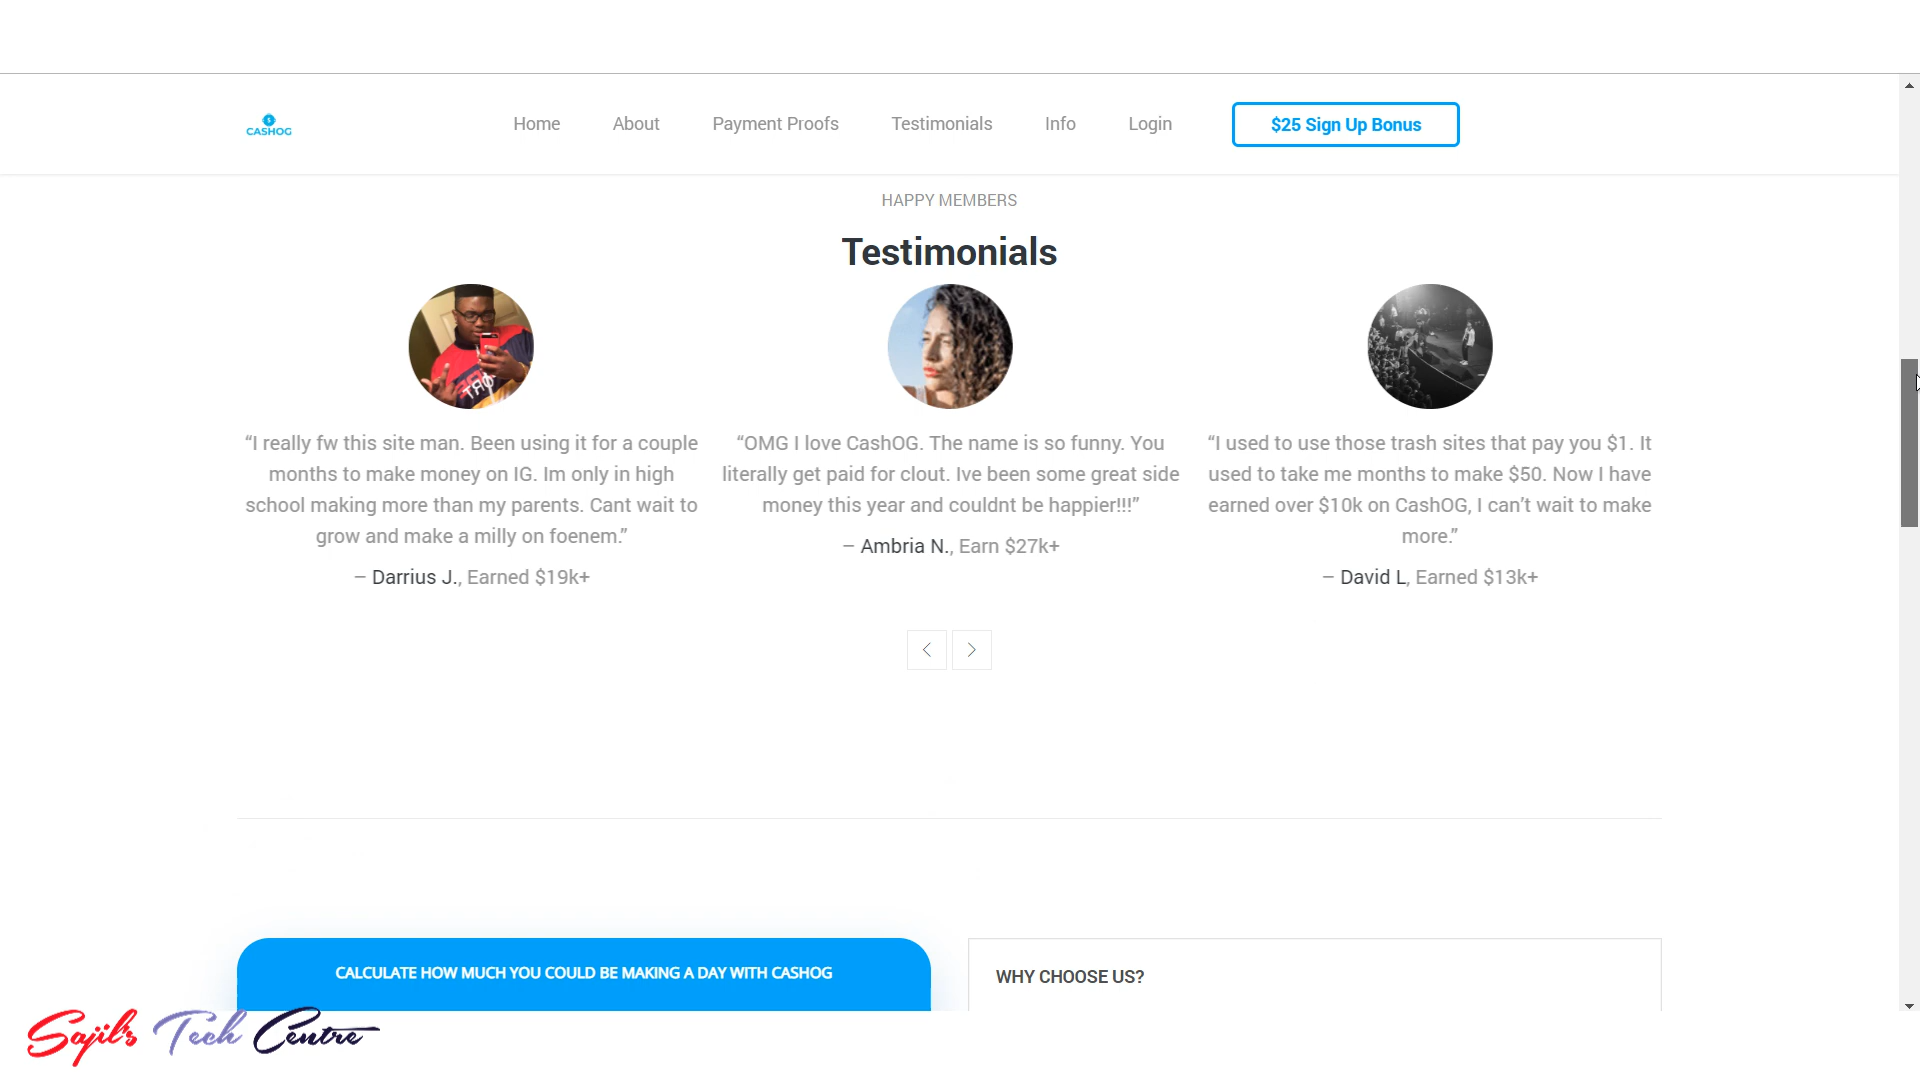 CASHOG
Home
About
Payment Proofs
Testimonials
Info
Login
$25 Sign Up Bonus
HAPPY MEMBERS
Testimonials
“I really fw this site man. Been using it for a couple
months to make money on IG. Im only in high
school making more than my parents. Cant wait to
grow and make a milly on foenem.”
– Darrius J., Earned $19k+
“OMG I love CashOG. The name is so funny. You
literally get paid for clout. Ive been some great side
money this year and couldnt be happier!!!”
– Ambria N., Earn $27k+
“I used to use those trash sites that pay you $1. It
used to take me months to make $50. Now I have
earned over $10k on CashOG, I can’t wait to make
more.”
– David L, Earned $13k+
CALCULATE HOW MUCH YOU COULD BE MAKING A DAY WITH CASHOG
WHY CHOOSE US?
Sajil's Tech Centre